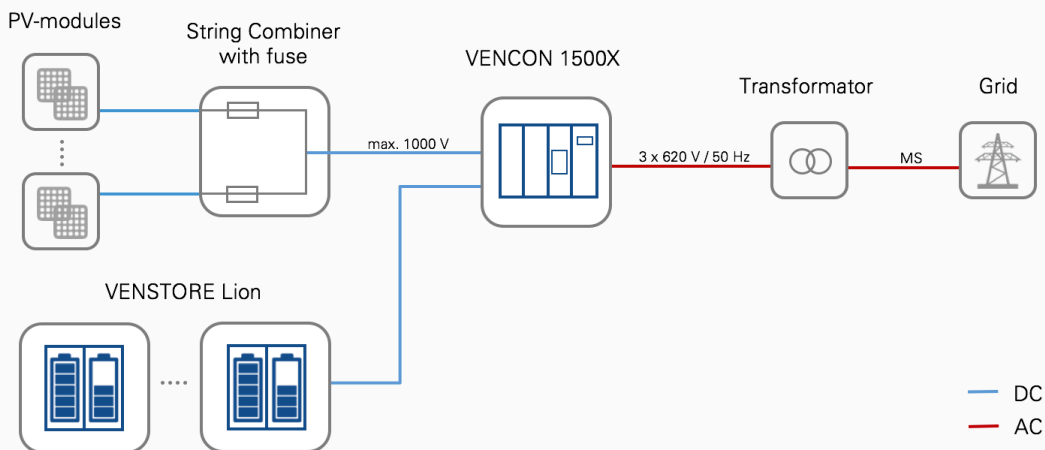 PV-modules
String Combiner
with fuse
VENCON 1500X
Transformator
Grid
max. 1000 V
3 x 620 V / 50 Hz
MS
VENSTORE Lion
DC
AC